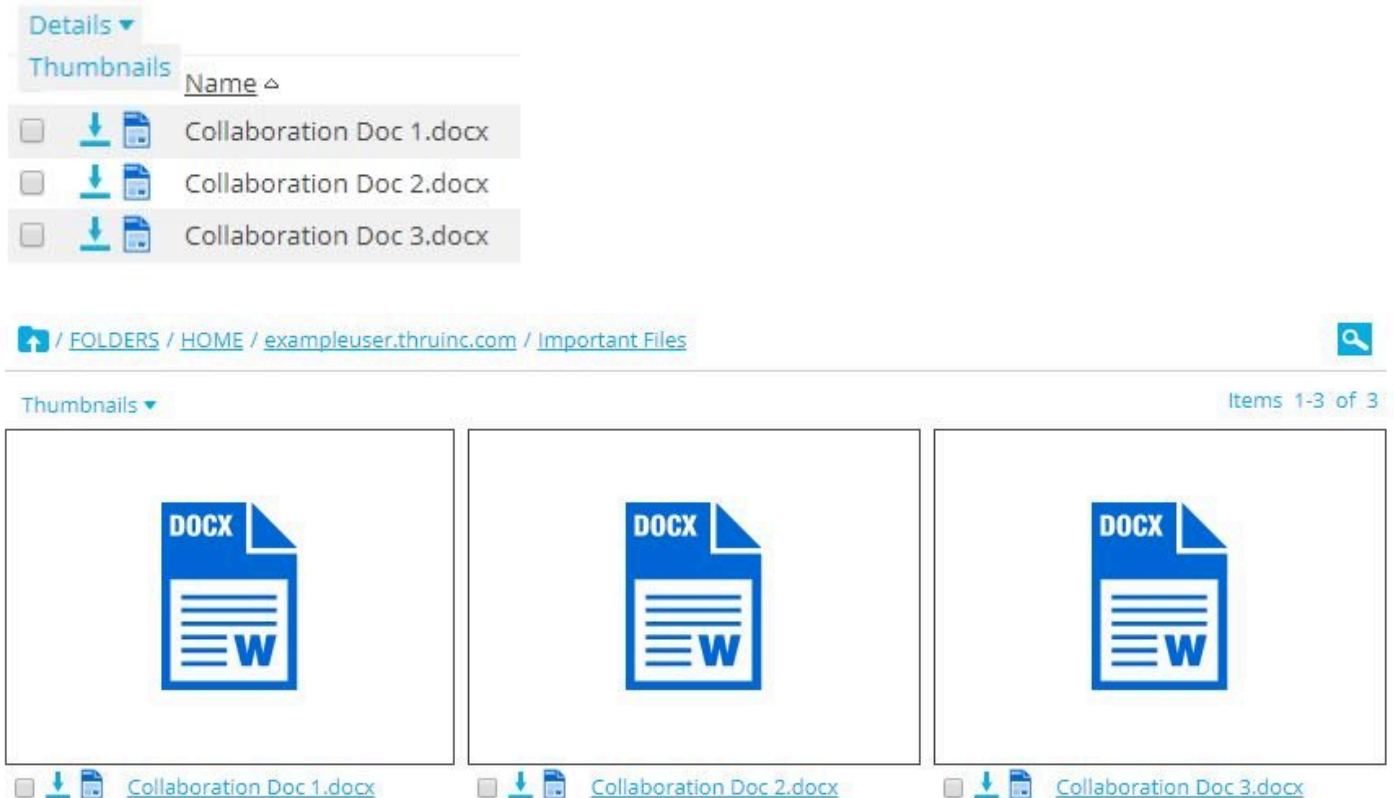 Details
Thumbnails
Name
Collaboration Doc 1.docx
Collaboration Doc 2.docx
Collaboration Doc 3.docx
/ FOLDERS / HOME / exampleuser.thruinc.com / Important Files
Thumbnails
Items 1-3 of 3
DOCX
W
DOCX
W
DOCX
W
Collaboration Doc 1.docx
Collaboration Doc 2.docx
Collaboration Doc 3.docx